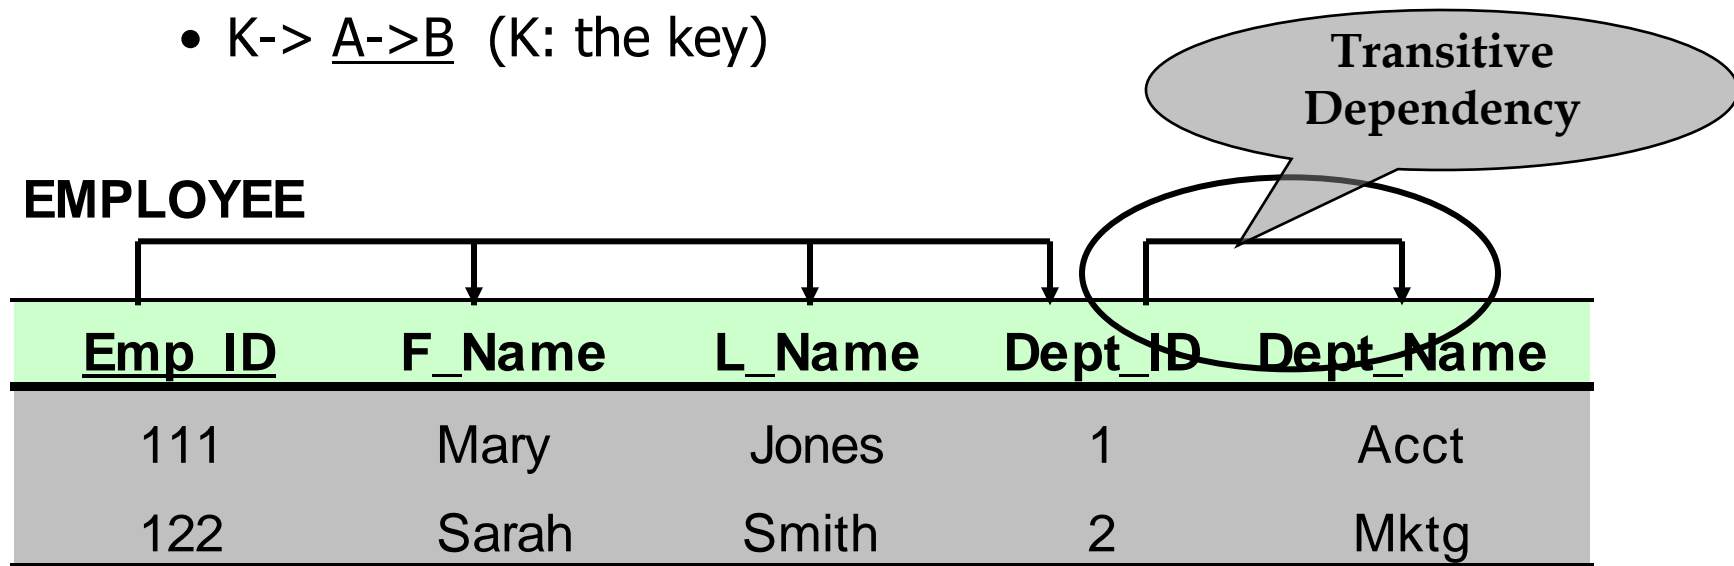 • K-> A->B (K: the key)
Transitive
Dependency
EMPLOYEE
Emp_ID F_Name L_Name Dept_ID Dept_Name
111 Mary Jones 1 Acct
122 Sarah Smith 2 Mktg